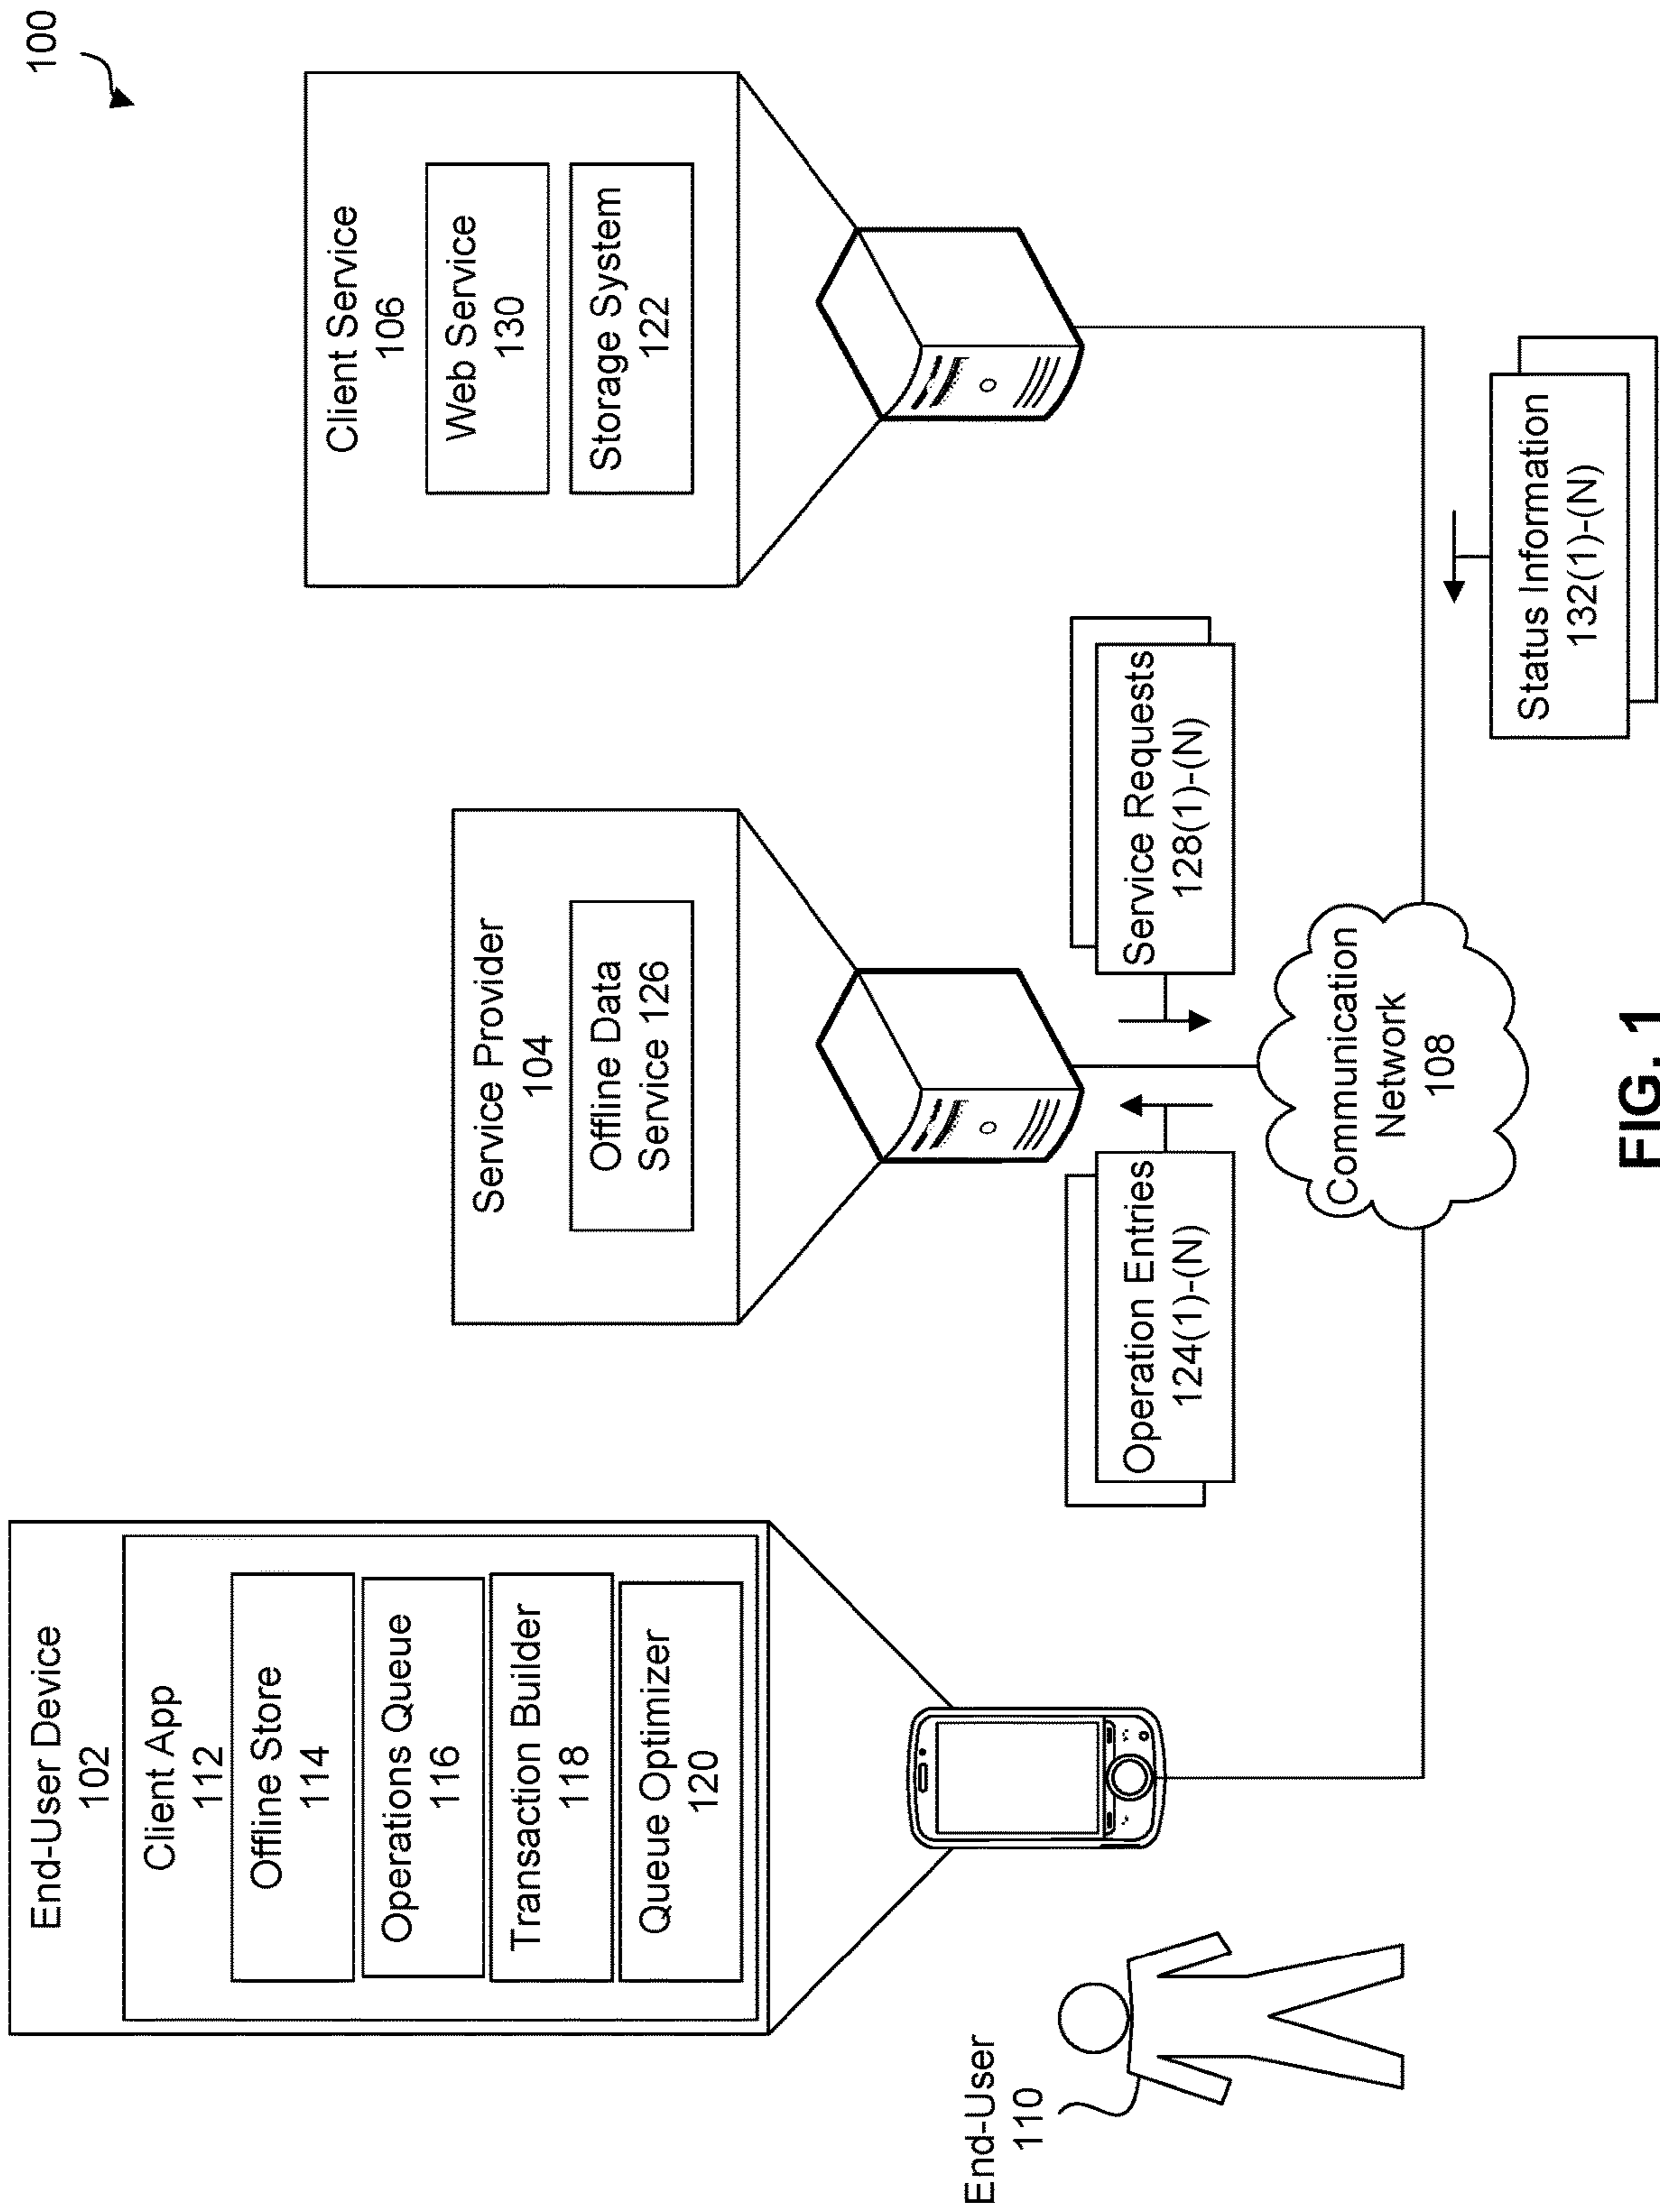 100
End-User Device
102
Client App
112
Offline Store
114
Operations Queue
116
Transaction Builder
118
Queue Optimizer
120
Service Provider
104
Offline Data
Service 126
Client Service
106
Web Service
130
Storage System
122
End-User
110
Operation Entries
124(1)-(N)
Service Requests
128(1)-(N)
Communication
Network
108
Status Information
132(1)-(N)
FIG. 1